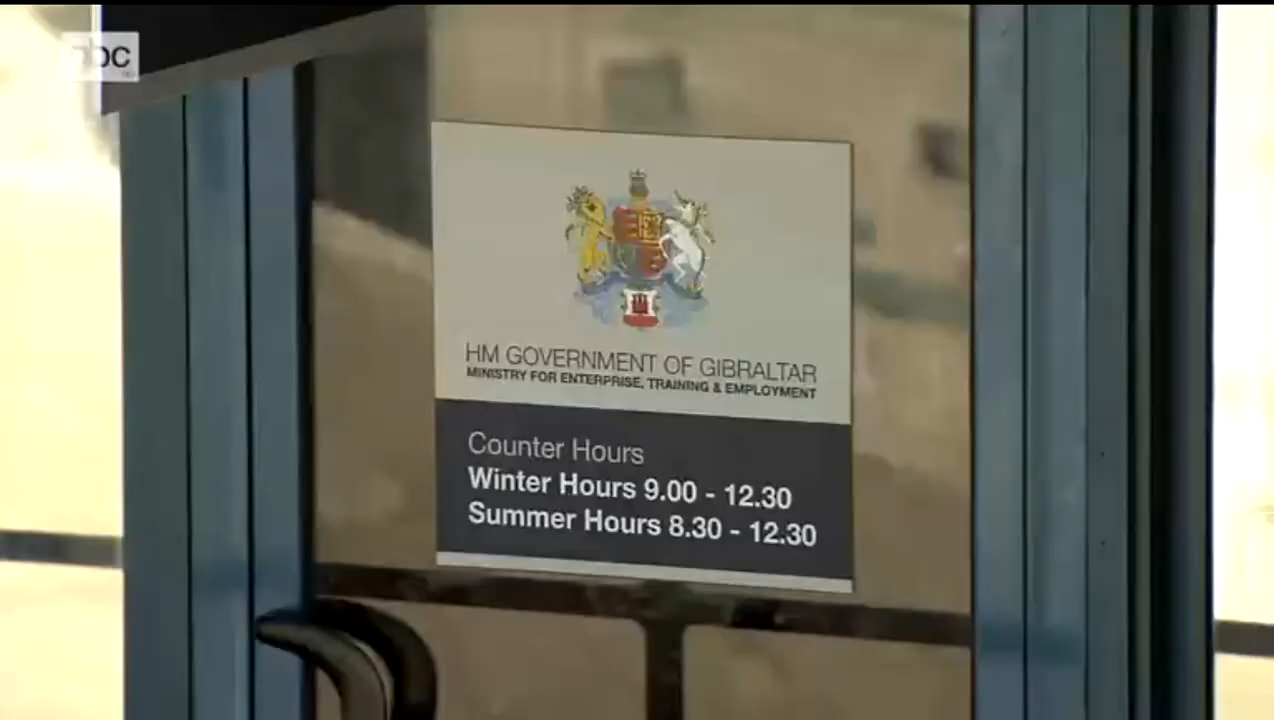 HM GOVERNMENT OF GIBRALTAR
MINISTRY FOR ENTERPRISE, TRAINING & EMPLOYMENT
Counter Hours
Winter Hours 9.00 - 12.30
Summer Hours 8.30 - 12.30